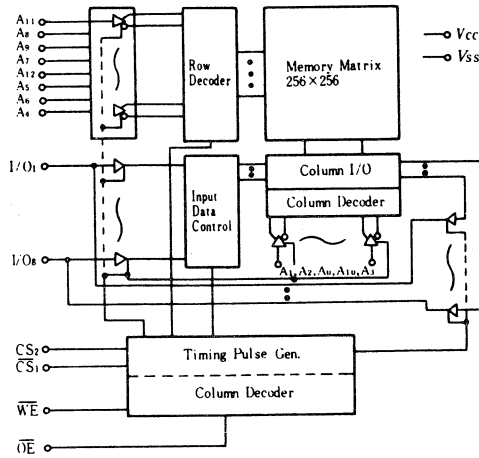 A11
A8
A9
A7
A12
A5
A6
A4
Row
Decoder
Memory Matrix
256×256
Vcc
Vss
I/O1
I/O8
Input
Data
Control
Column I/O
Column Decoder
A1, A2, A0, A10, A3
CS2
CS1
WE
OE
Timing Pulse Gen.
Column Decoder